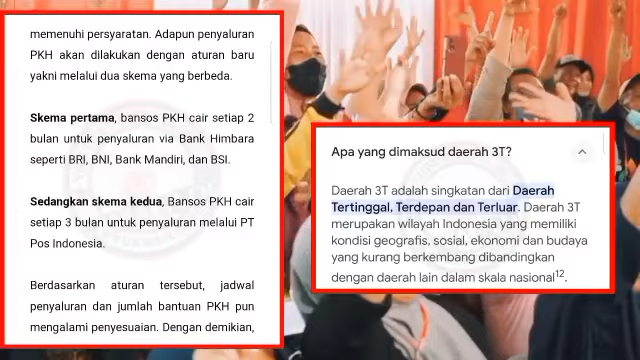 memenuhi persyaratan. Adapun penyaluran
PKH akan dilakukan dengan aturan baru
yakni melalui dua skema yang berbeda.
Skema pertama, bansos PKH cair setiap 2
bulan untuk penyaluran via Bank Himbara
seperti BRI, BNI, Bank Mandiri, dan BSI.
Sedangkan skema kedua, Bansos PKH cair
setiap 3 bulan untuk penyaluran melalui PT
Pos Indonesia.
Berdasarkan aturan tersebut, jadwal
penyaluran dan jumlah bantuan PKH pun
mengalami penyesuaian. Dengan demikian,
Apa yang dimaksud daerah 3T?
Daerah 3T adalah singkatan dari Daerah
Tertinggal, Terdepan dan Terluar. Daerah 3T
merupakan wilayah Indonesia yang memiliki
kondisi geografis, sosial, ekonomi dan budaya
yang kurang berkembang dibandingkan
dengan daerah lain dalam skala nasional12.